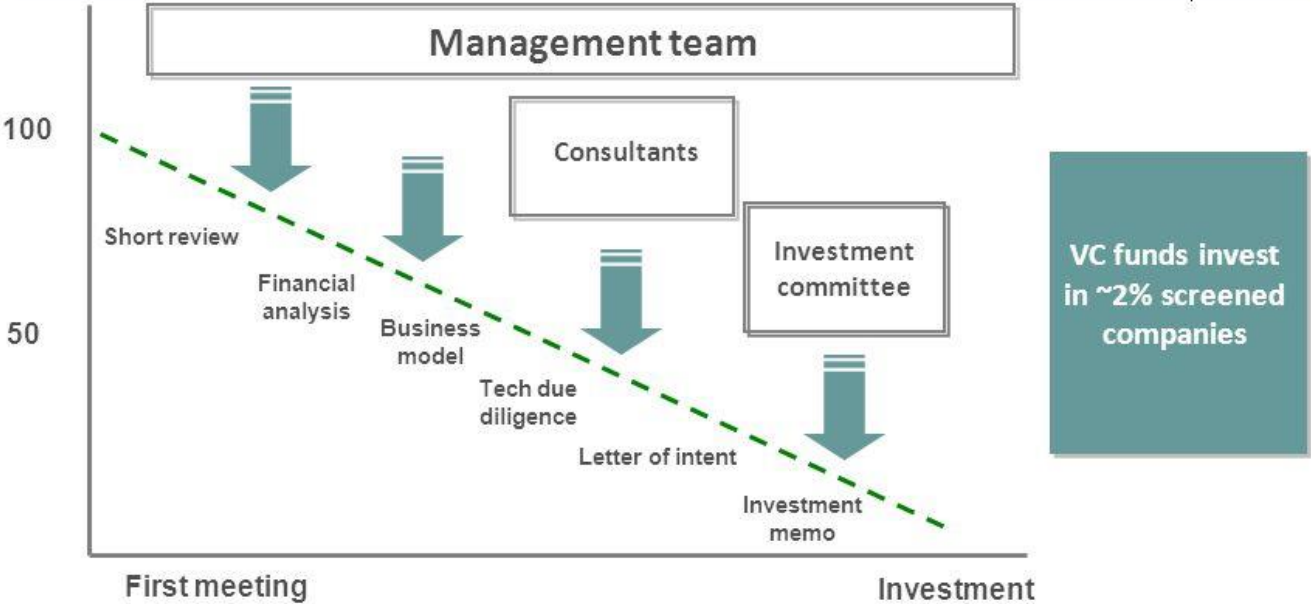 Management team
100
Consultants
Investment
committee
VC funds invest
in ~2% screened
companies
Short review
Financial
analysis
50
Business
model
Tech due
diligence
Letter of intent
Investment
memo
First meeting
Investment